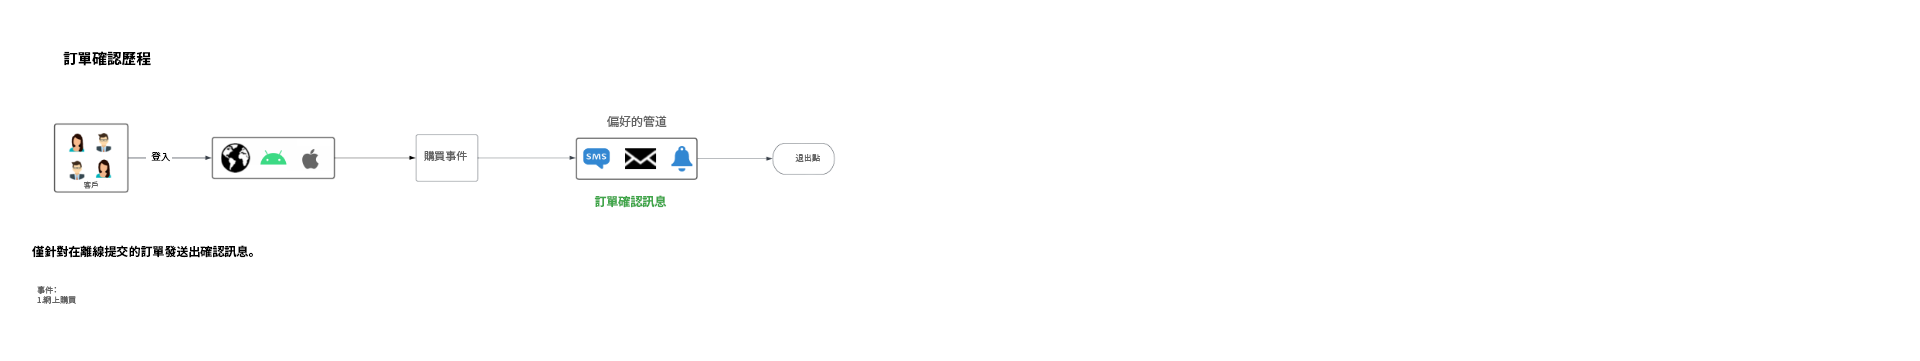 訂單確認歷程
偏好的管道
登入
SMS
購買事件
退出點
客戶
訂單確認訊息
僅針對在離線提交的訂單發送出確認訊息。
事件：
1.網上購買